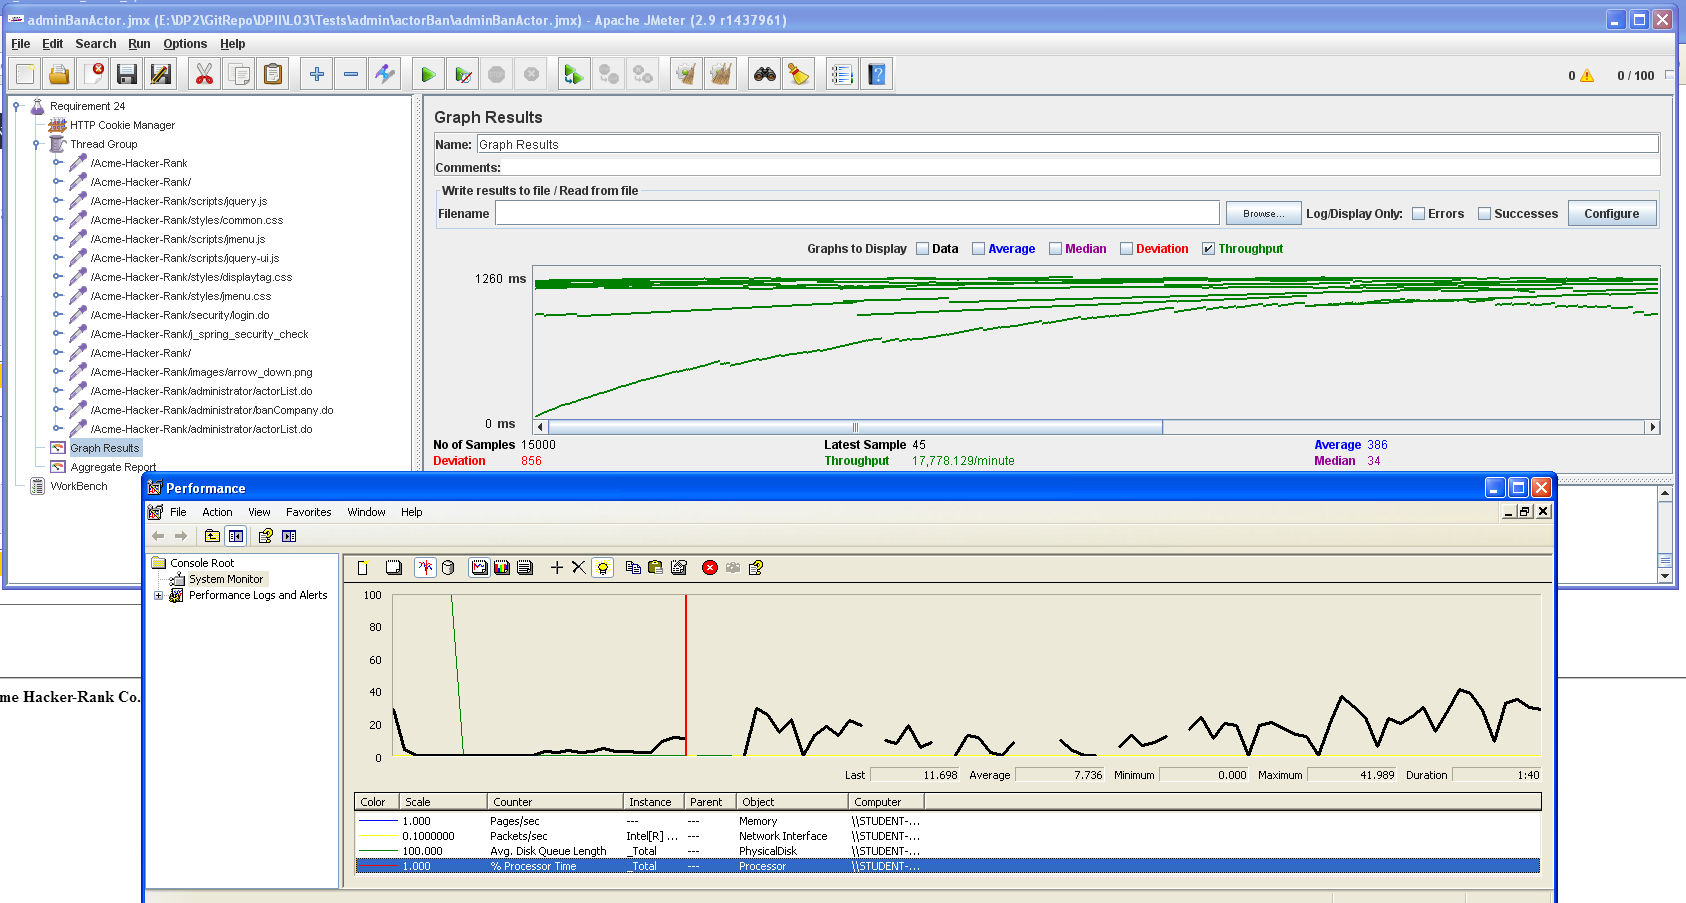 adminBanActor.jmx (E:\DP2\GitRepo\DPII\L03\Tests\admin\actorBan\adminBanActor.jmx) - Apache JMeter (2.9 r1437961)
File Edit Search Run Options Help
0 0 / 100
Requirement 24
HTTP Cookie Manager
Thread Group
/Acme-Hacker-Rank
/Acme-Hacker-Rank/
/Acme-Hacker-Rank/scripts/jquery.js
/Acme-Hacker-Rank/styles/common.css
/Acme-Hacker-Rank/scripts/jmenu.js
/Acme-Hacker-Rank/scripts/jquery-ui.js
/Acme-Hacker-Rank/styles/displaytag.css
/Acme-Hacker-Rank/styles/jmenu.css
/Acme-Hacker-Rank/security/login.do
/Acme-Hacker-Rank/j_spring_security_check
/Acme-Hacker-Rank/
/Acme-Hacker-Rank/images/arrow_down.png
/Acme-Hacker-Rank/administrator/actorList.do
/Acme-Hacker-Rank/administrator/banCompany.do
/Acme-Hacker-Rank/administrator/actorList.do
Graph Results
Aggregate Report
WorkBench
Graph Results
Name: Graph Results
Comments:
Write results to file / Read from file
Filename Browse... Log/Display Only: Errors Successes Configure
Graphs to Display Data Average Median Deviation Throughput
1260 ms
0 ms
No of Samples 15000 Latest Sample 45 Average 386
Deviation 856 Throughput 17,778.129/minute Median 34
Performance
File Action View Favorites Window Help
Console Root
System Monitor
Performance Logs and Alerts
100
80
60
40
20
0
Last 11.698 Average 7.736 Minimum 0.000 Maximum 41.989 Duration 1:40
Color Scale Counter Instance Parent Object Computer
1.000 Pages/sec --- --- Memory \\STUDENT-...
0.1000000 Packets/sec Intel[R] ... --- Network Interface \\STUDENT-...
100.000 Avg. Disk Queue Length _Total --- PhysicalDisk \\STUDENT-...
1.000 % Processor Time _Total --- Processor \\STUDENT-...
me Hacker-Rank Co.